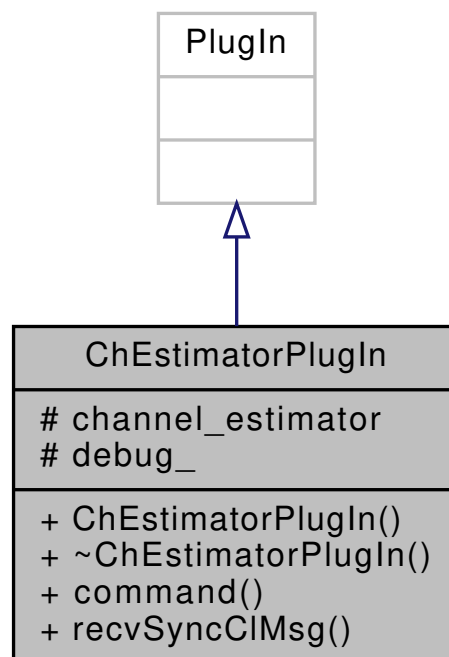 PlugIn
ChEstimatorPlugIn
# channel_estimator
# debug_
+ ChEstimatorPlugIn()
+ ~ChEstimatorPlugIn()
+ command()
+ recvSyncClMsg()